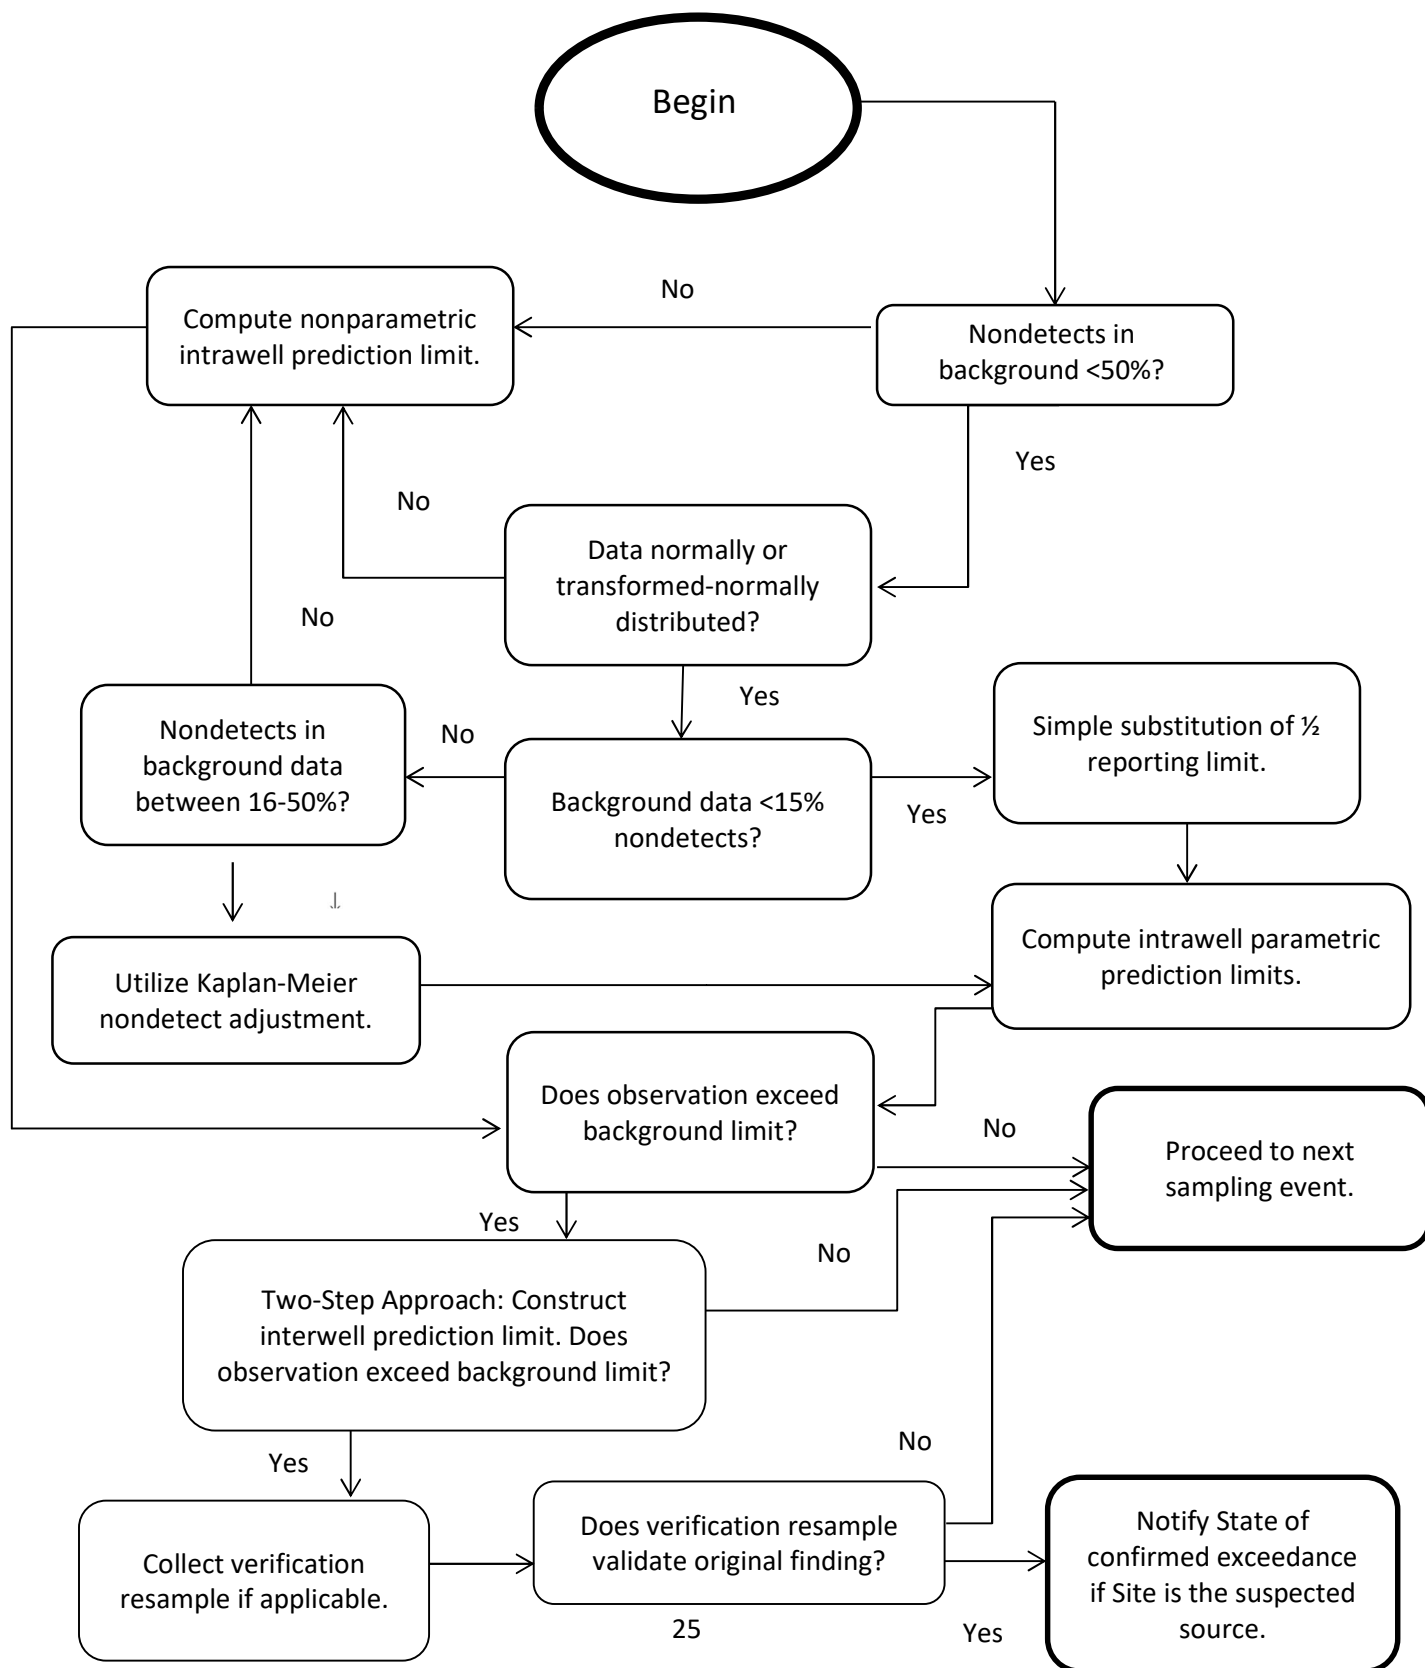 Begin
No
Compute nonparametric
intrawell prediction limit.
Nondetects in
background <50%?
Yes
No
Data normally or
transformed-normally
distributed?
No
Yes
Nondetects in
background data
between 16-50%?
No
Background data <15%
nondetects?
Yes
Simple substitution of ½
reporting limit.
Utilize Kaplan-Meier
nondetect adjustment.
Compute intrawell parametric
prediction limits.
Does observation exceed
background limit?
No
Proceed to next
sampling event.
Yes
No
Two-Step Approach: Construct
interwell prediction limit. Does
observation exceed background limit?
Yes
No
Collect verification
resample if applicable.
Does verification resample
validate original finding?
Yes
Notify State of
confirmed exceedance
if Site is the suspected
source.
25